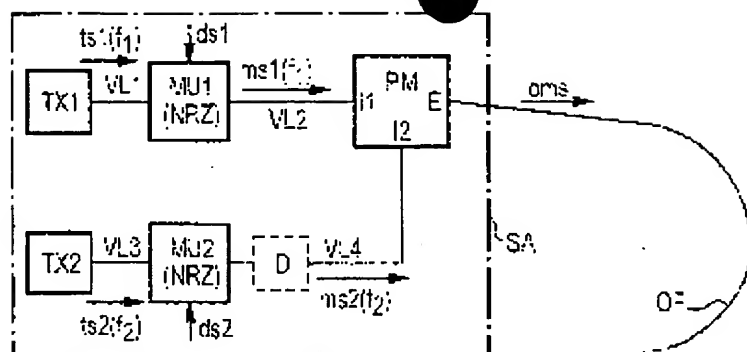 ts1(f1)
ds1
TX1
VL1
MU1
(NRZ)
ms1(f1)
VL2
I1
PM
E
I2
oms
TX2
VL3
MU2
(NRZ)
D
VL4
SA
ts2(f2)
ds2
ms2(f2)
OF